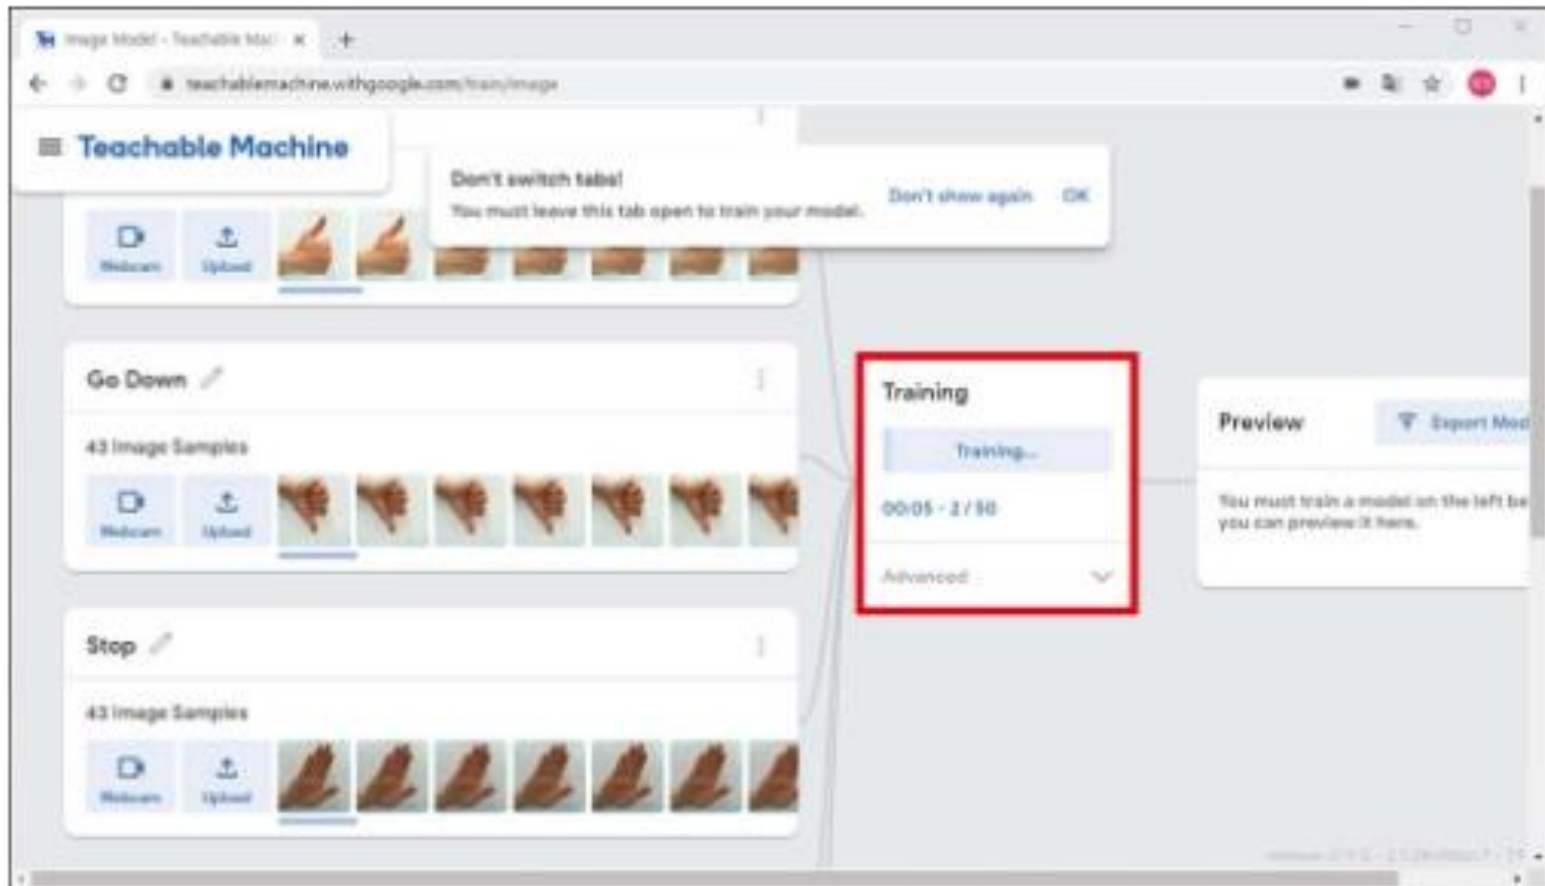 Image Model - Teachable Mac
teachablemachine.withgoogle.com/train/image
Teachable Machine
Don't switch tabs!
You must leave this tab open to train your model.
Don't show again OK
Webcam Upload
Go Down
43 Image Samples
Webcam Upload
Stop
43 Image Samples
Webcam Upload
Training
Training...
00:05 - 2 / 50
Advanced
Preview
Export Mod
You must train a model on the left be
you can preview it here.